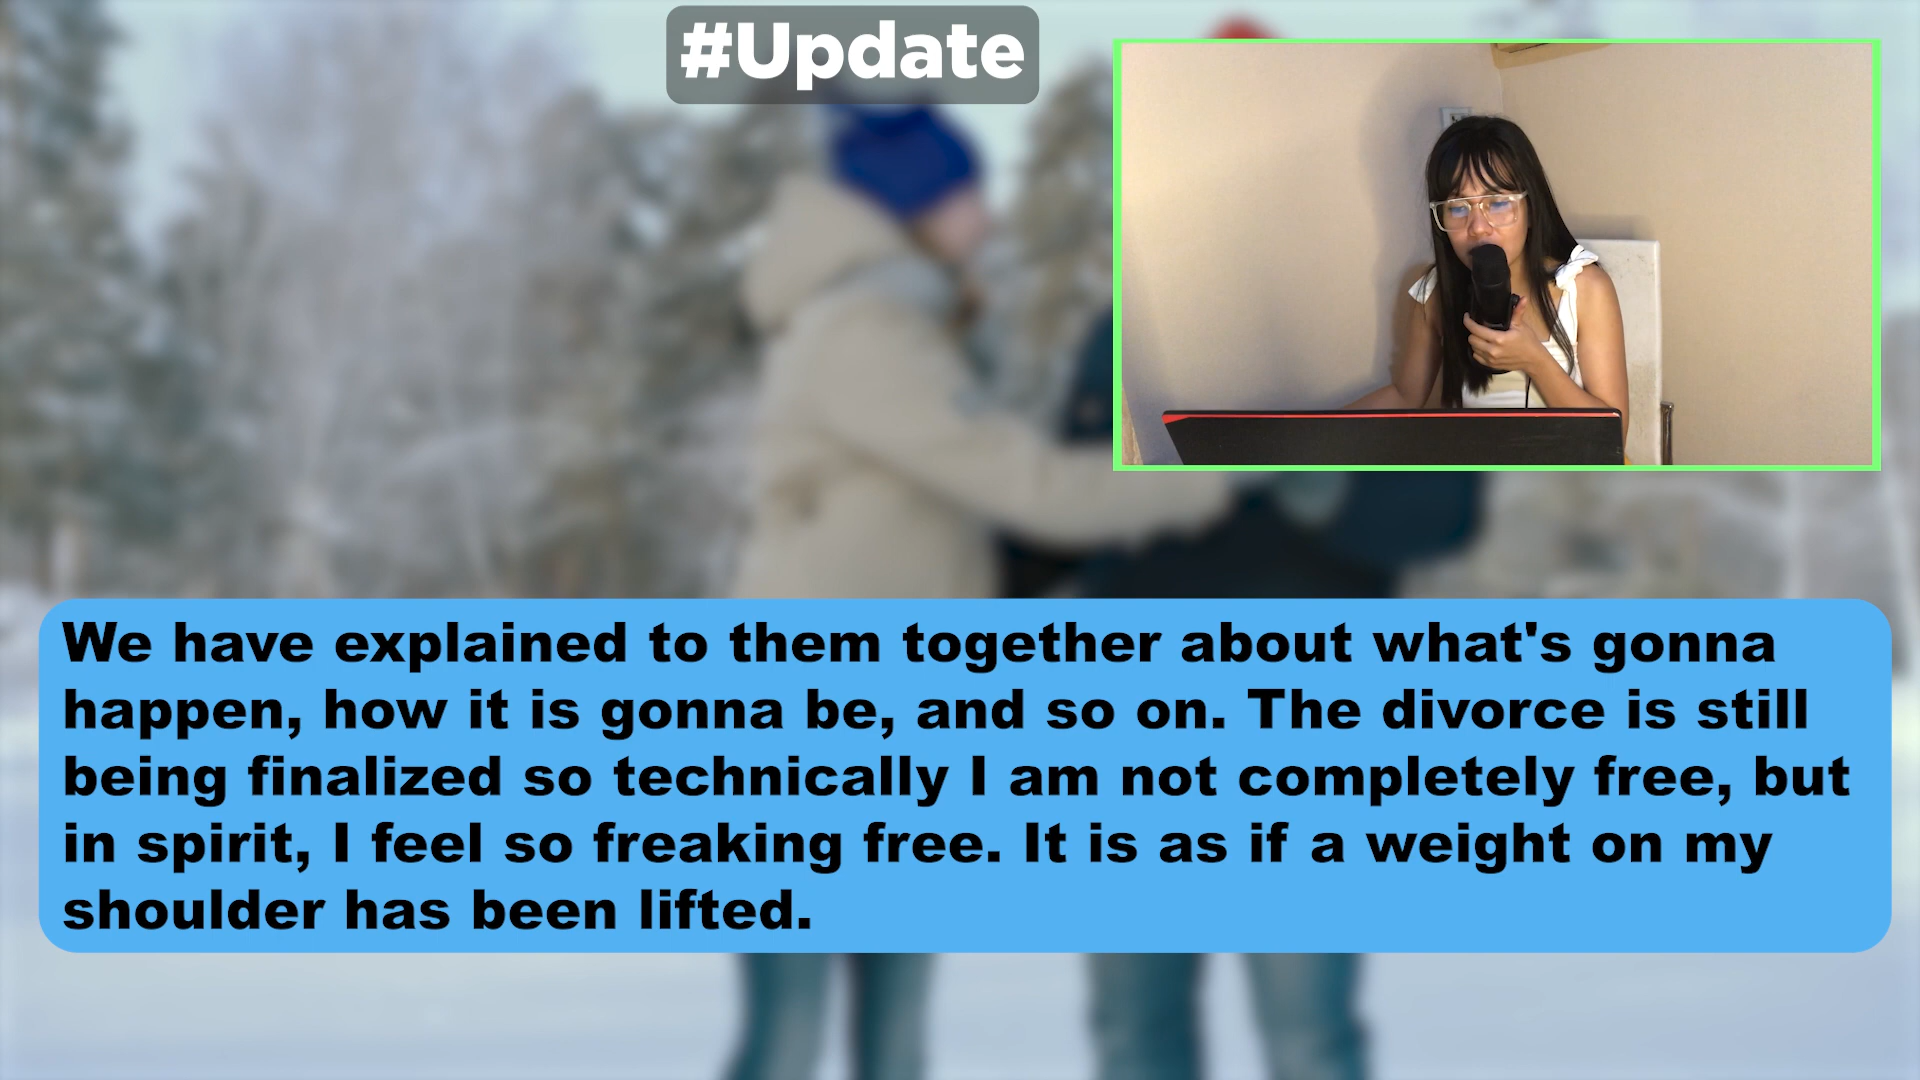 #Update
We have explained to them together about what's gonna
happen, how it is gonna be, and so on. The divorce is still
being finalized so technically I am not completely free, but
in spirit, I feel so freaking free. It is as if a weight on my
shoulder has been lifted.